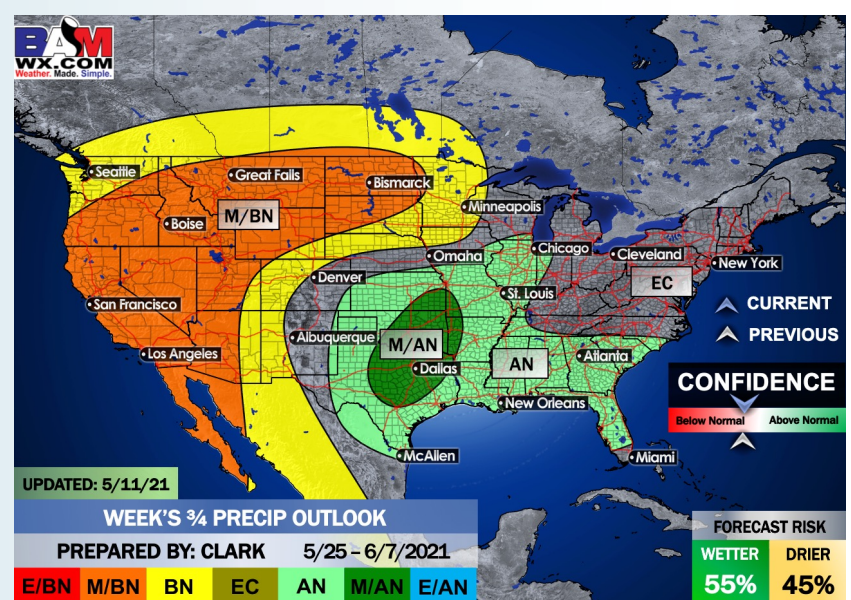 BAM
WX.COM
Weather. Made. Simple.
Seattle
Great Falls
Bismarck
M/BN
Minneapolis
Boise
Omaha
Chicago
Cleveland
New York
Denver
EC
St. Louis
San Francisco
CURRENT
PREVIOUS
Albuquerque
M/AN
Los Angeles
Dallas
AN
Atlanta
CONFIDENCE
New Orleans
Below Normal
Above Normal
McAllen
Miami
UPDATED: 5/11/21
WEEK'S ¾ PRECIP OUTLOOK
PREPARED BY: CLARK 5/25 – 6/7/2021
E/BN M/BN BN EC AN M/AN E/AN
FORECAST RISK
WETTER DRIER
55% 45%